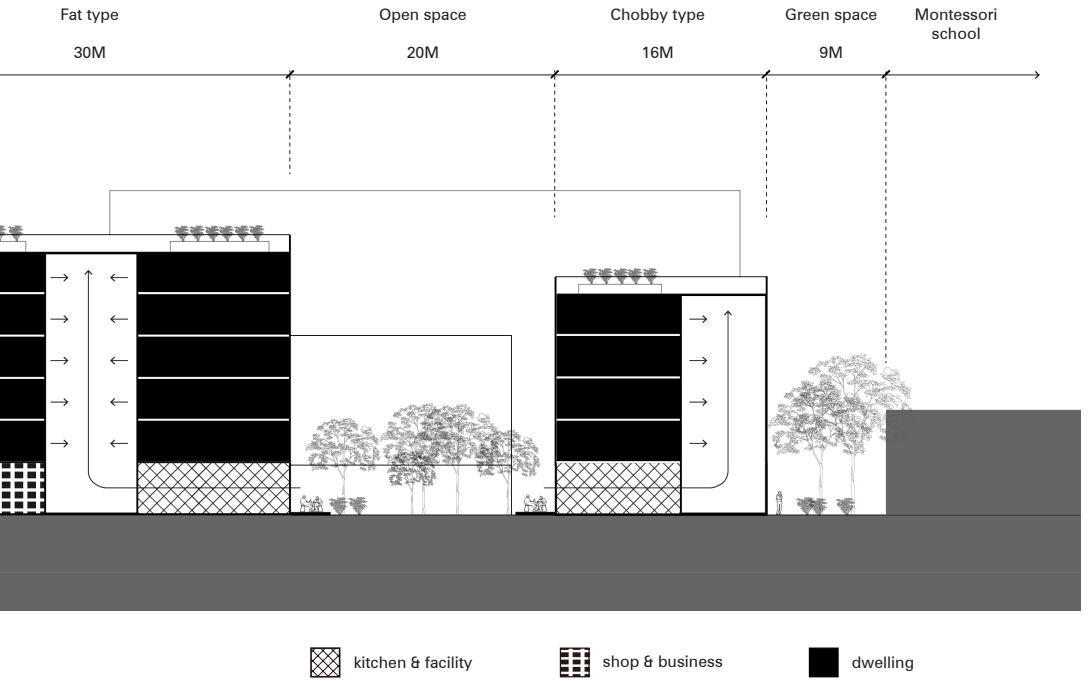 Fat type
Open space
Chobby type
Green space
Montessori
school
30M
20M
16M
9M
kitchen & facility
shop & business
dwelling